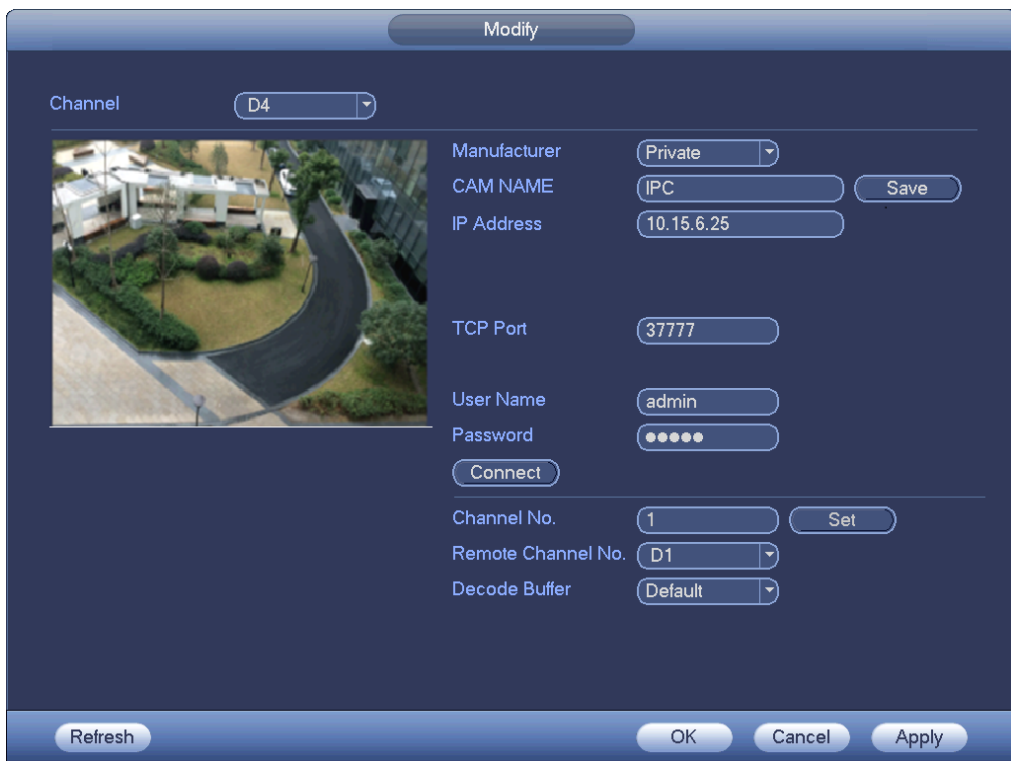 Modify
Channel D4
Manufacturer Private
CAM NAME IPC Save
IP Address 10.15.6.25
TCP Port 37777
User Name admin
Password ●●●●●
Connect
Channel No. 1 Set
Remote Channel No. D1
Decode Buffer Default
Refresh OK Cancel Apply